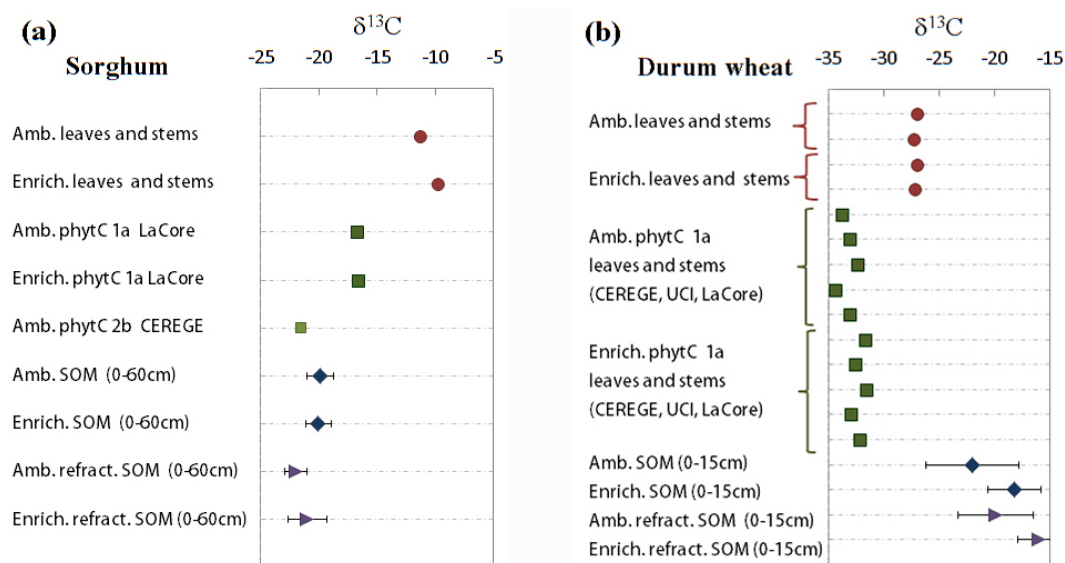 (a)
δ13C
Sorghum
-25 -20 -15 -10 -5
Amb. leaves and stems
Enrich. leaves and stems
Amb. phytC 1a LaCore
Enrich. phytC 1a LaCore
Amb. phytC 2b CEREGE
Amb. SOM (0-60cm)
Enrich. SOM (0-60cm)
Amb. refract. SOM (0-60cm)
Enrich. refract. SOM (0-60cm)
(b)
δ13C
Durum wheat
-35 -30 -25 -20 -15
Amb. leaves and stems
Enrich. leaves and stems
Amb. phytC 1a
leaves and stems
(CEREGE, UCI, LaCore)
Enrich. phytC 1a
leaves and stems
(CEREGE, UCI, LaCore)
Amb. SOM (0-15cm)
Enrich. SOM (0-15cm)
Amb. refract. SOM (0-15cm)
Enrich. refract. SOM (0-15cm)